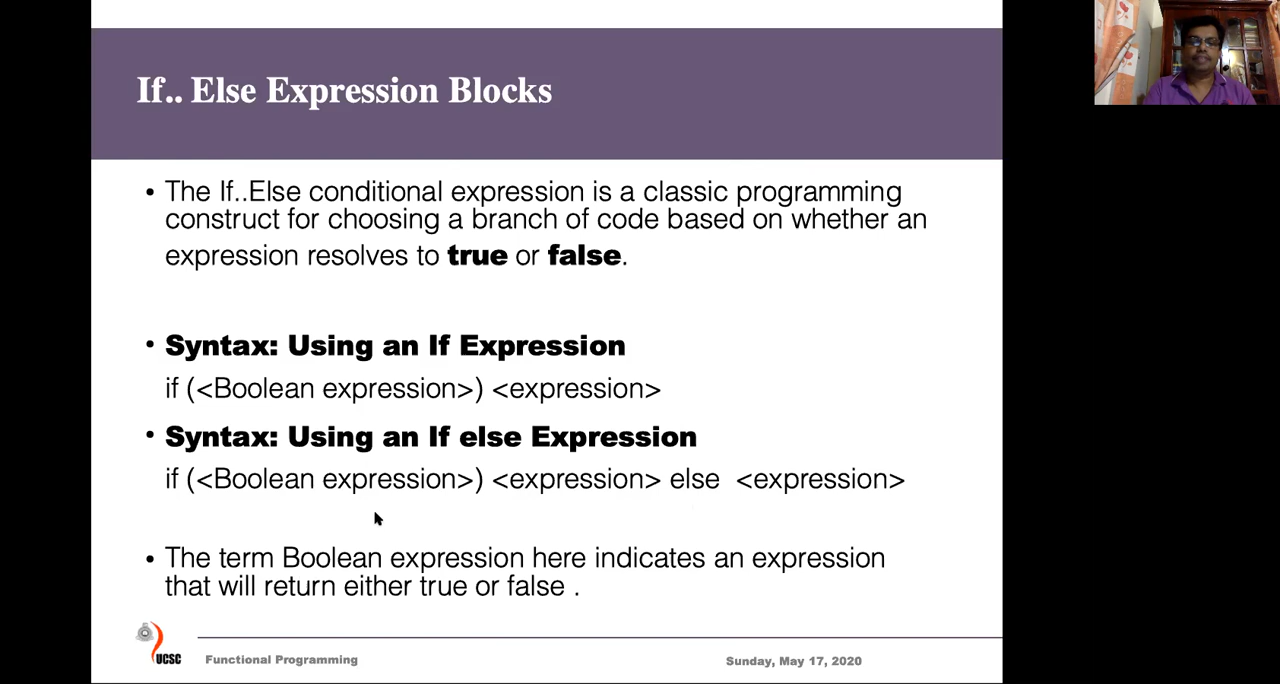 If.. Else Expression Blocks
• The If..Else conditional expression is a classic programming
construct for choosing a branch of code based on whether an
expression resolves to true or false.
• Syntax: Using an If Expression
if (<Boolean expression>) <expression>
• Syntax: Using an If else Expression
if (<Boolean expression>) <expression> else <expression>
• The term Boolean expression here indicates an expression
that will return either true or false .
UCSC
Functional Programming
Sunday, May 17, 2020